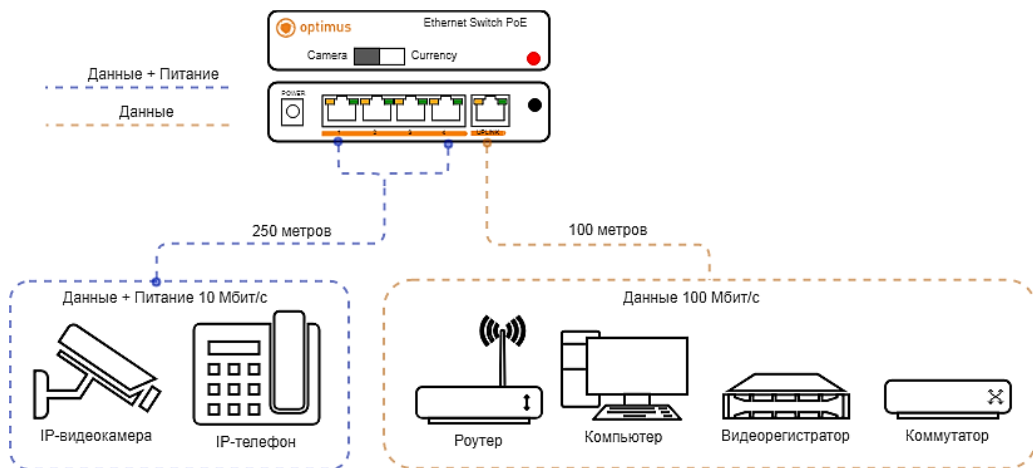 optimus
Ethernet Switch PoE
Camera
Currency
Данные + Питание
Данные
POWER
1
2
3
4
UPLINK
250 метров
100 метров
Данные + Питание 10 Мбит/с
Данные 100 Мбит/с
IP-видеокамера
IP-телефон
Роутер
Компьютер
Видеорегистратор
Коммутатор